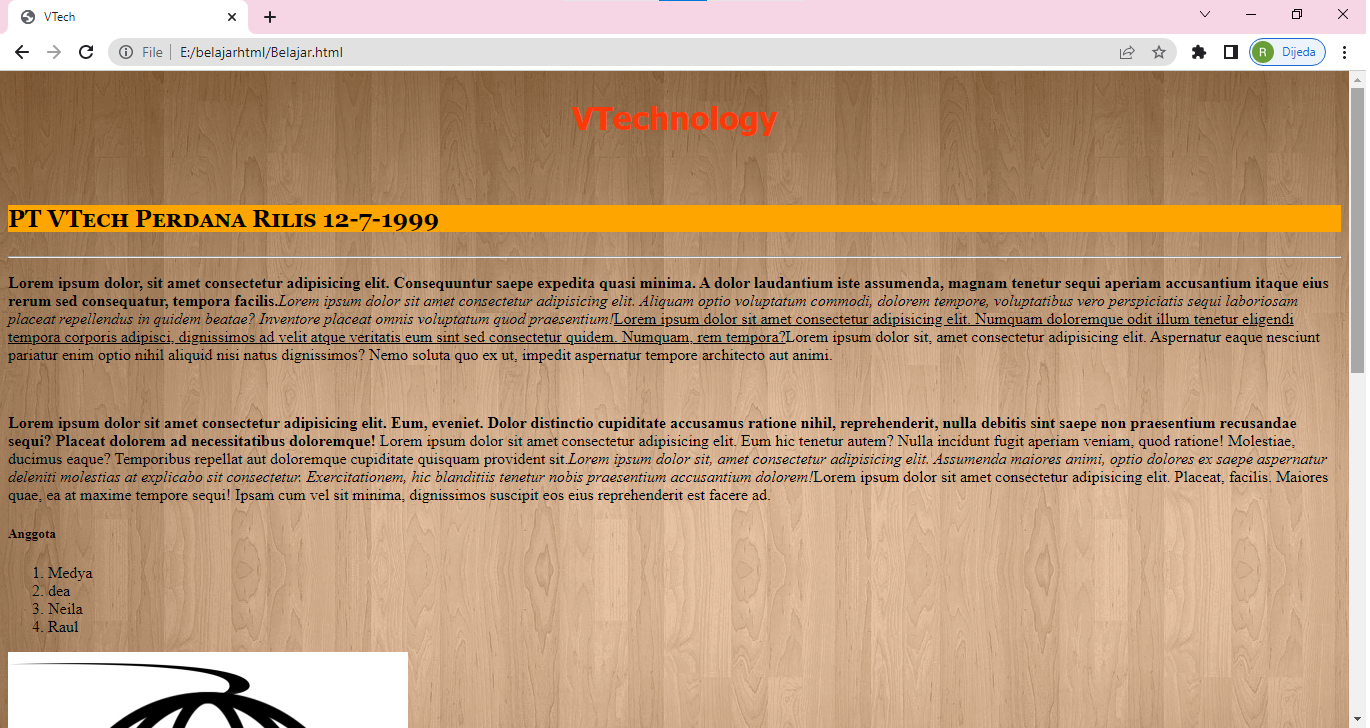 VTech
File
E:/belajarhtml/Belajar.html
R
Dijeda
VTechnology
PT VTech Perdana Rilis 12-7-1999
Lorem ipsum dolor, sit amet consectetur adipisicing elit. Consequuntur saepe expedita quasi minima. A dolor laudantium iste assumenda, magnam tenetur sequi aperiam accusantium itaque eius
rerum sed consequatur, tempora facilis.Lorem ipsum dolor sit amet consectetur adipisicing elit. Aliquam optio voluptatum commodi, dolorem tempore, voluptatibus vero perspiciatis sequi laboriosam
placeat repellendus in quidem beatae? Inventore placeat omnis voluptatum quod praesentium!Lorem ipsum dolor sit amet consectetur adipisicing elit. Numquam doloremque odit illum tenetur eligendi
tempora corporis adipisci, dignissimos ad velit atque veritatis eum sint sed consectetur quidem. Numquam, rem tempora?Lorem ipsum dolor sit, amet consectetur adipisicing elit. Aspernatur eaque nesciunt
pariatur enim optio nihil aliquid nisi natus dignissimos? Nemo soluta quo ex ut, impedit aspernatur tempore architecto aut animi.
Lorem ipsum dolor sit amet consectetur adipisicing elit. Eum, eveniet. Dolor distinctio cupiditate accusamus ratione nihil, reprehenderit, nulla debitis sint saepe non praesentium recusandae
sequi? Placeat dolorem ad necessitatibus doloremque! Lorem ipsum dolor sit amet consectetur adipisicing elit. Eum hic tenetur autem? Nulla incidunt fugit aperiam veniam, quod ratione! Molestiae,
ducimus eaque? Temporibus repellat aut doloremque cupiditate quisquam provident sit.Lorem ipsum dolor sit, amet consectetur adipisicing elit. Assumenda maiores animi, optio dolores ex saepe aspernatur
deleniti molestias at explicabo sit consectetur. Exercitationem, hic blanditiis tenetur nobis praesentium accusantium dolorem!Lorem ipsum dolor sit amet consectetur adipisicing elit. Placeat, facilis. Maiores
quae, ea at maxime tempore sequi! Ipsam cum vel sit minima, dignissimos suscipit eos eius reprehenderit est facere ad.
Anggota
1. Medya
2. dea
3. Neila
4. Raul